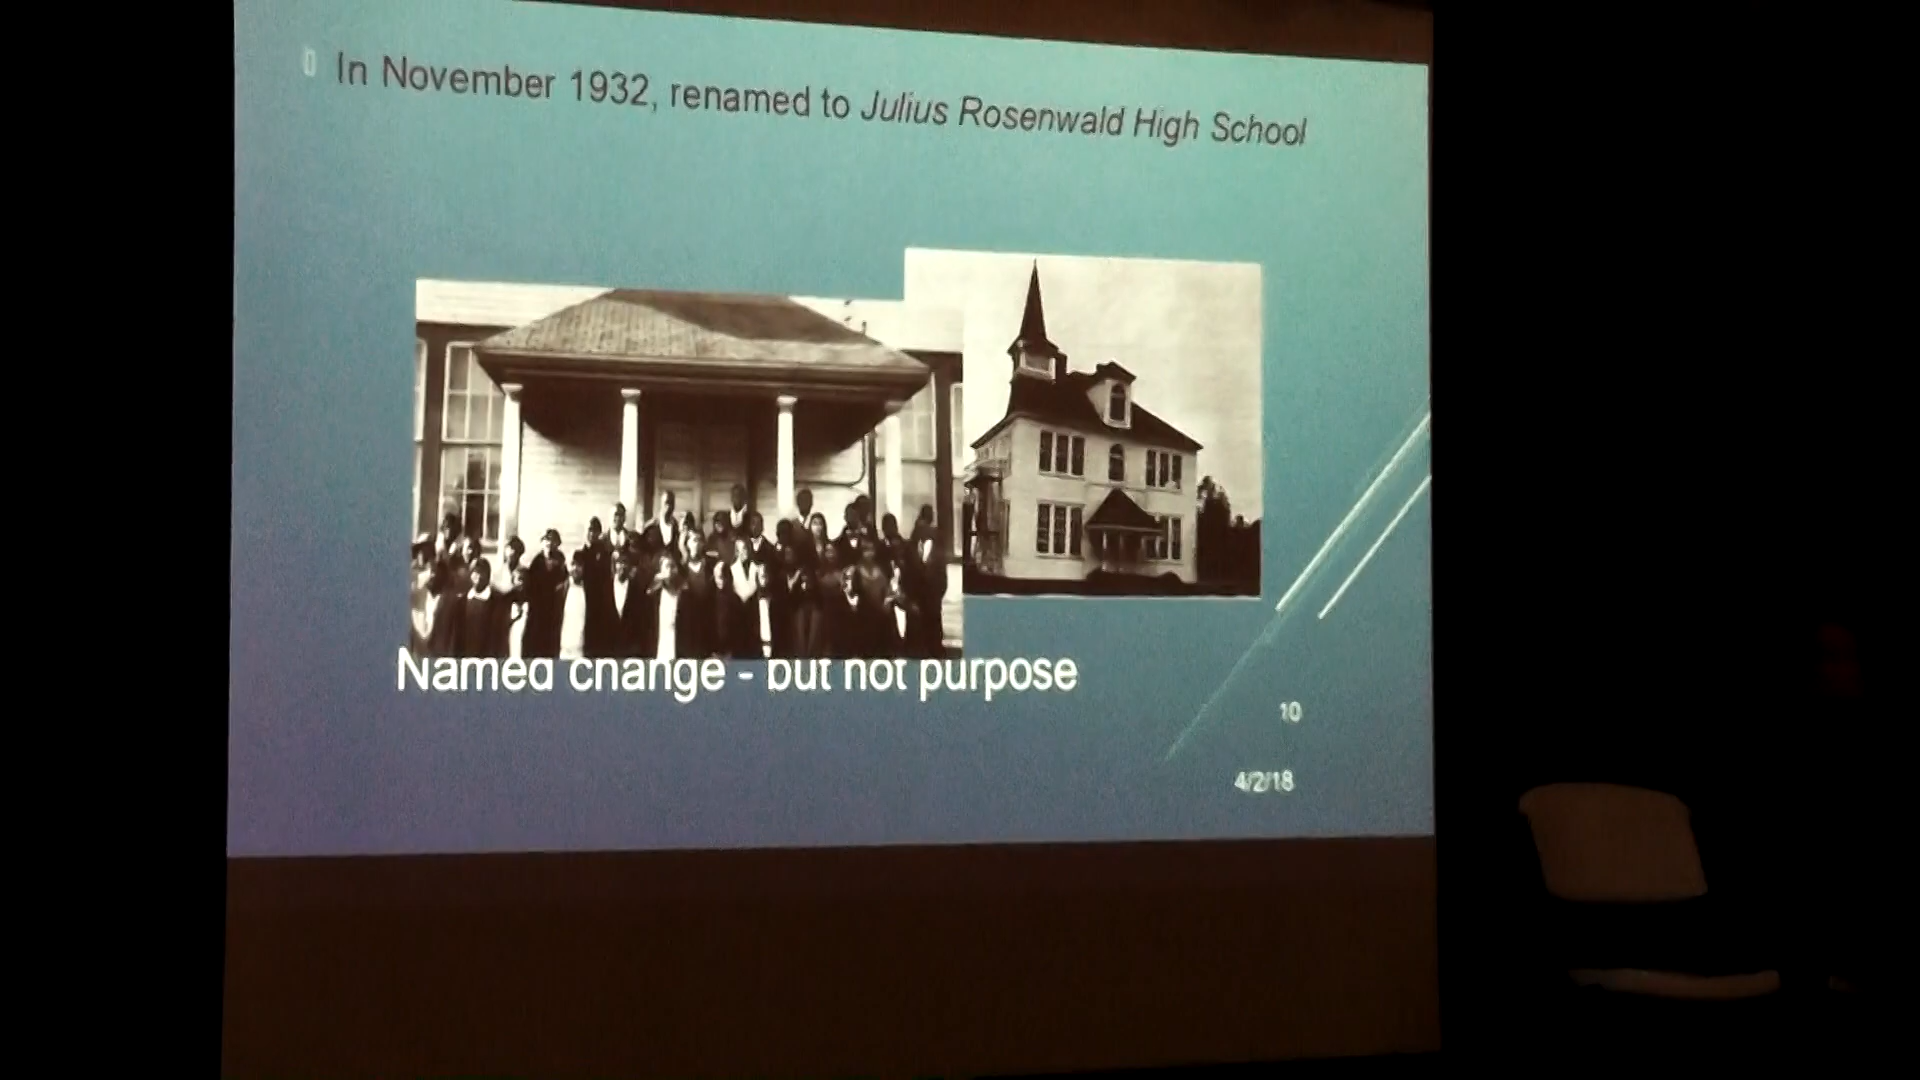 In November 1932, renamed to Julius Rosenwald High School
Named change - but not purpose
10
4/2/18